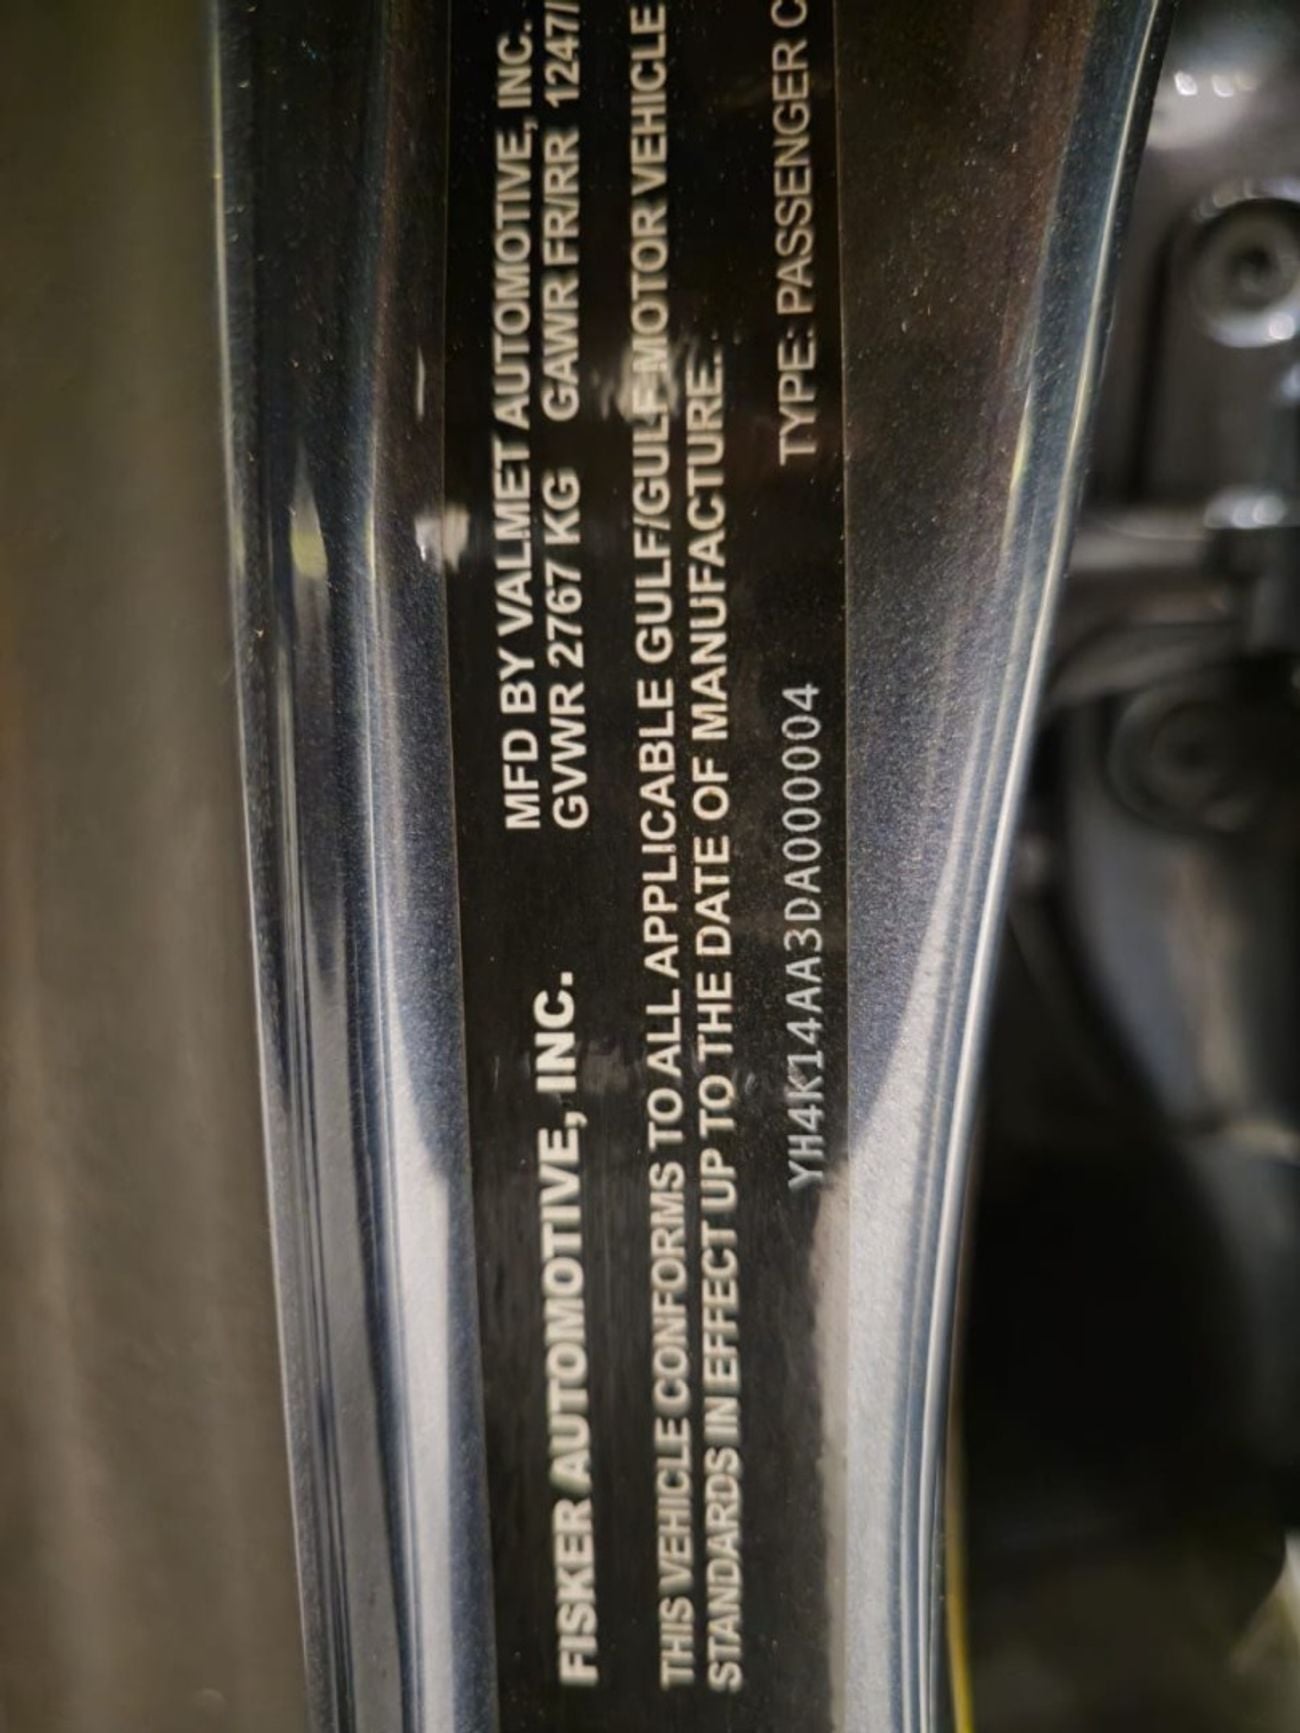 FISKER AUTOMOTIVE, INC.
MFD BY VALMET AUTOMOTIVE, INC.
GVWR 2767 KG GAWR FR/RR 1247/
THIS VEHICLE CONFORMS TO ALL APPLICABLE GULF/GULF MOTOR VEHICLE
STANDARDS IN EFFECT UP TO THE DATE OF MANUFACTURE.
YH4K14AA3DA000004 TYPE: PASSENGER C